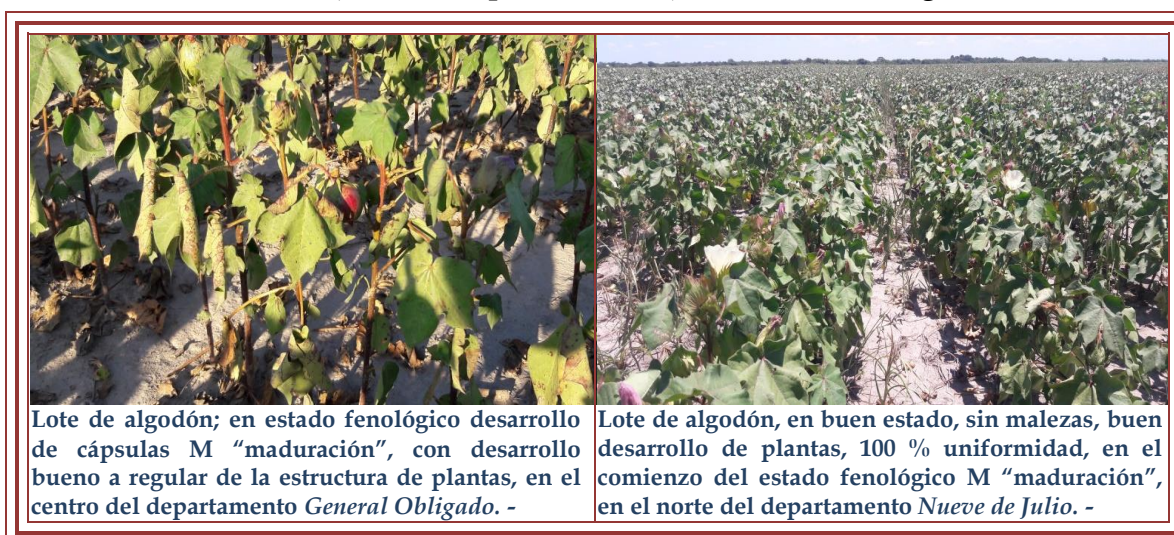 Lote de algodón; en estado fenológico desarrollo
de cápsulas M “maduración”, con desarrollo
bueno a regular de la estructura de plantas, en el
centro del departamento General Obligado. -
Lote de algodón, en buen estado, sin malezas, buen
desarrollo de plantas, 100 % uniformidad, en el
comienzo del estado fenológico M “maduración”,
en el norte del departamento Nueve de Julio. -